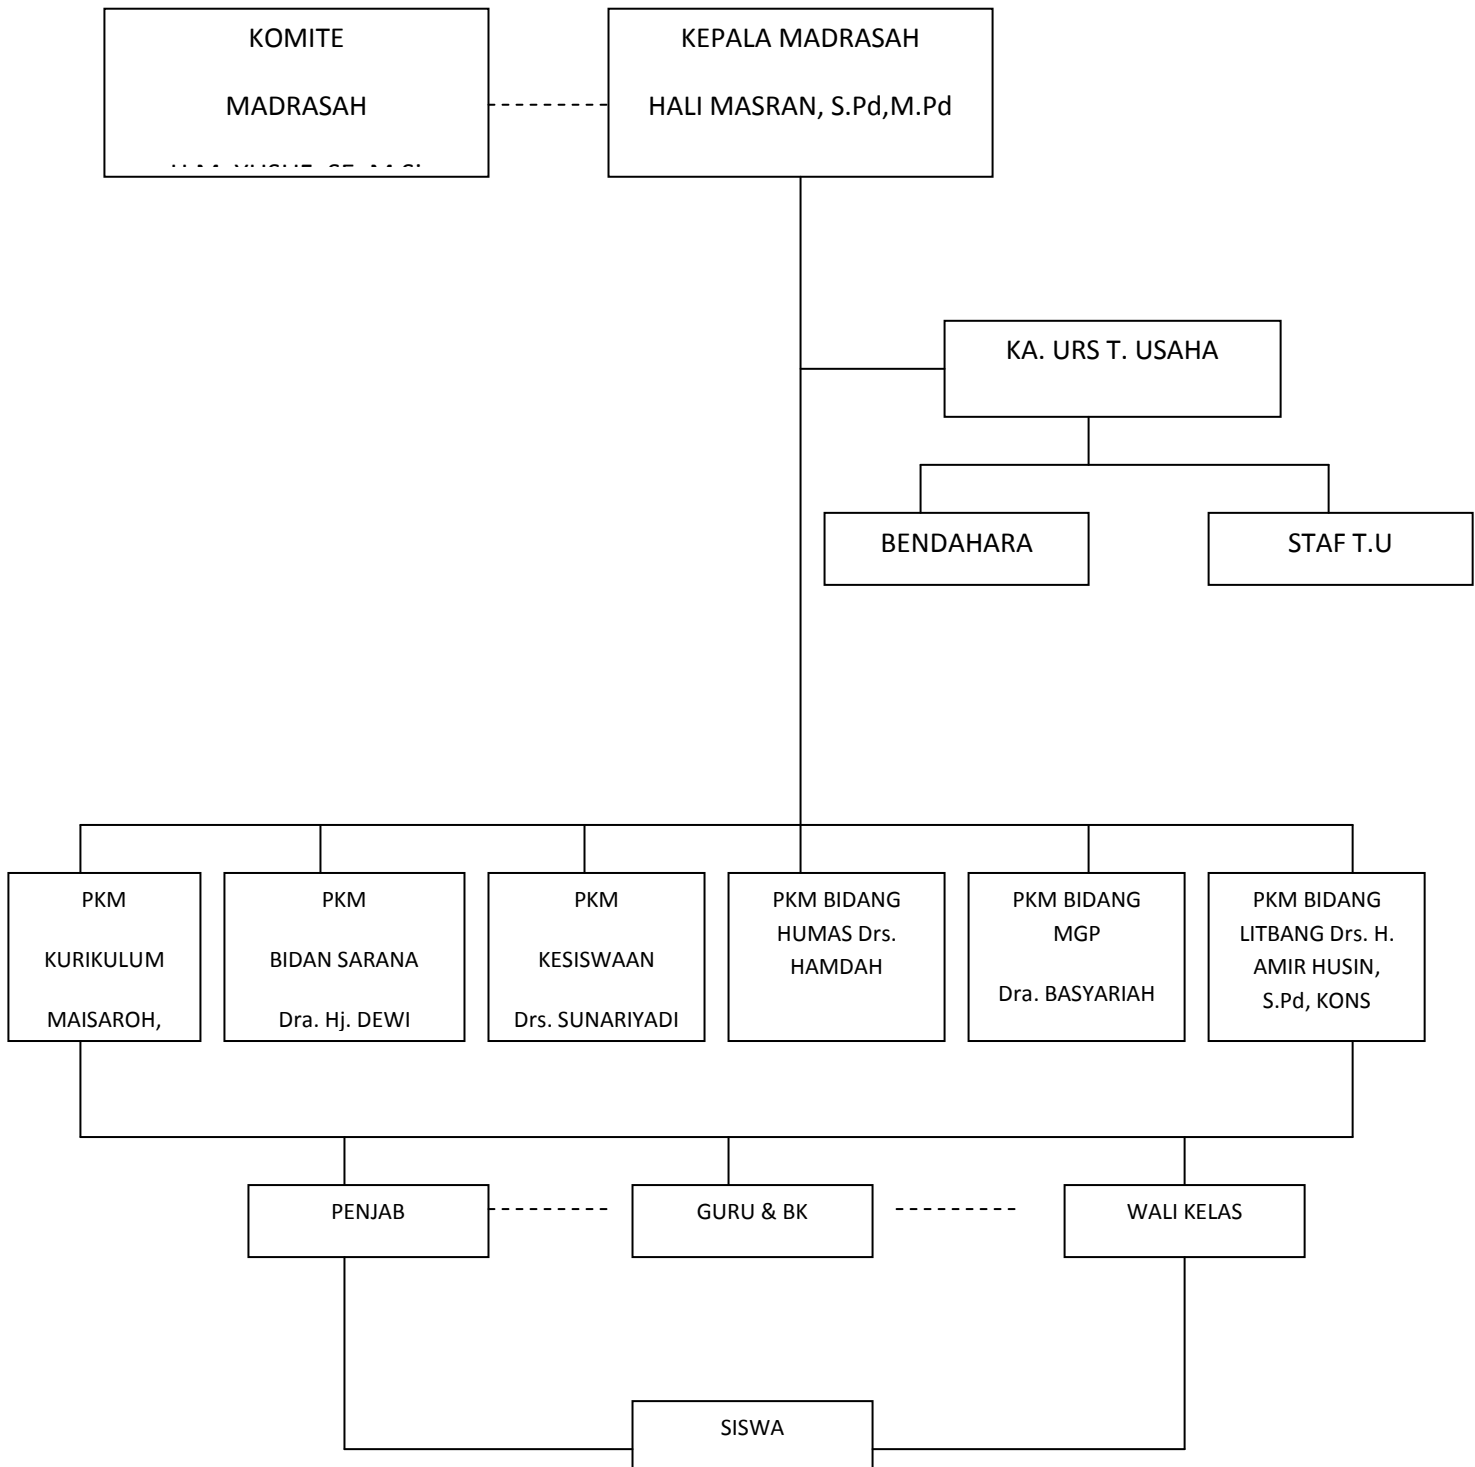 KOMITE
MADRASAH
KEPALA MADRASAH
HALI MASRAN, S.Pd,M.Pd
KA. URS T. USAHA
BENDAHARA
STAF T.U
PKM
KURIKULUM
MAISAROH,
PKM
BIDAN SARANA
Dra. Hj. DEWI
PKM
KESISWAAN
Drs. SUNARIYADI
PKM BIDANG
HUMAS Drs.
HAMDAH
PKM BIDANG
MGP
Dra. BASYARIAH
PKM BIDANG
LITBANG Drs. H.
AMIR HUSIN,
S.Pd, KONS
PENJAB
GURU & BK
WALI KELAS
SISWA